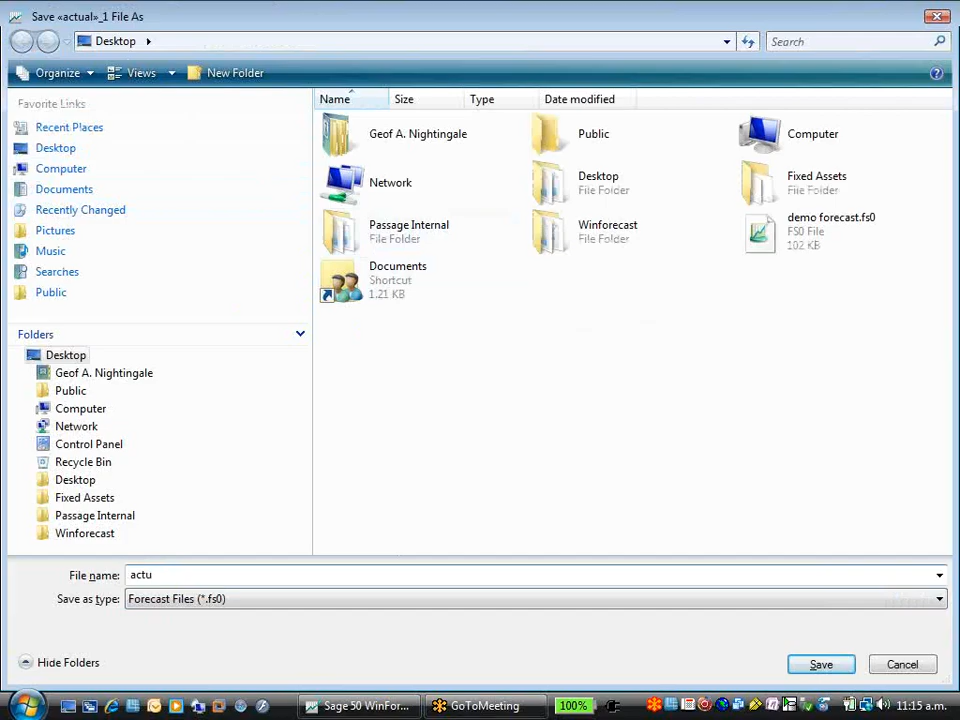 Save «actual»_1 File As
Desktop
Search
Organize
Views
New Folder
Favorite Links
Recent Places
Desktop
Computer
Documents
Recently Changed
Pictures
Music
Searches
Public
Folders
Desktop
Geof A. Nightingale
Public
Computer
Network
Control Panel
Recycle Bin
Desktop
Fixed Assets
Passage Internal
Winforecast
Name Size Type Date modified
Geof A. Nightingale
Public
Computer
Network
Desktop
File Folder
Fixed Assets
File Folder
Passage Internal
File Folder
Winforecast
File Folder
demo forecast.fs0
FS0 File
102 KB
Documents
Shortcut
1.21 KB
File name: actu
Save as type: Forecast Files (*.fs0)
Hide Folders
Save
Cancel
Sage 50 WinFor...
GoToMeeting
100%
11:15 a.m.